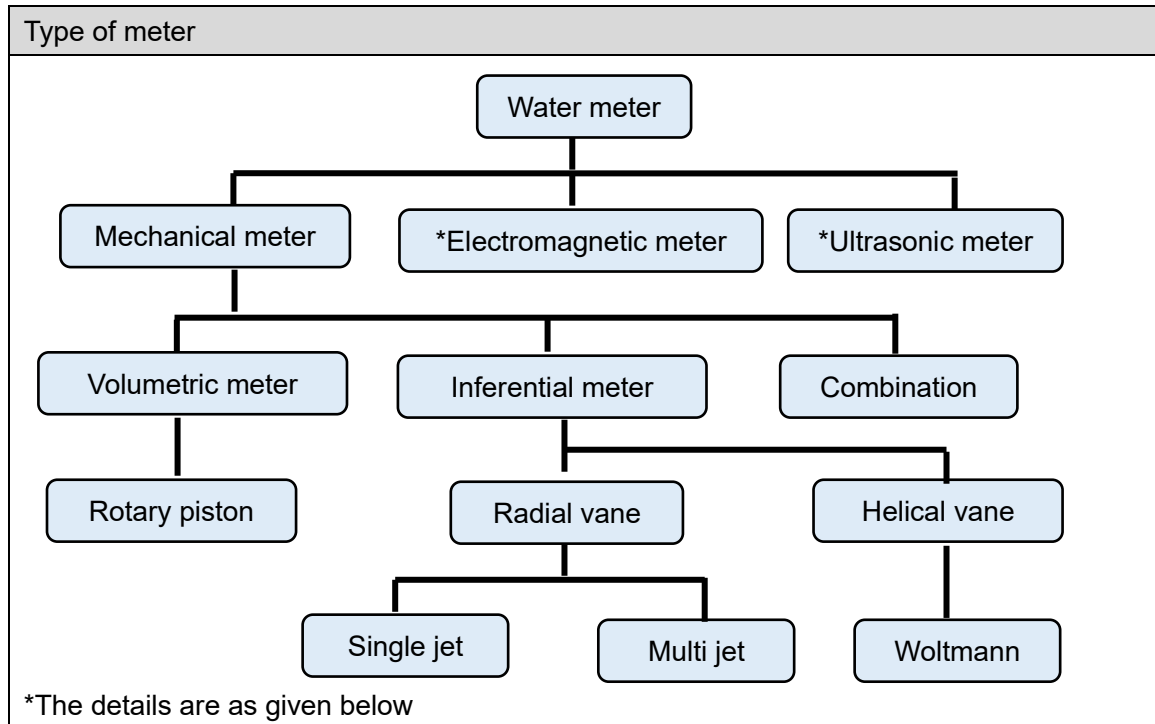 Type of meter
Water meter
Mechanical meter
*Electromagnetic meter
*Ultrasonic meter
Volumetric meter
Inferential meter
Combination
Rotary piston
Radial vane
Helical vane
Single jet
Multi jet
Woltmann
*The details are as given below